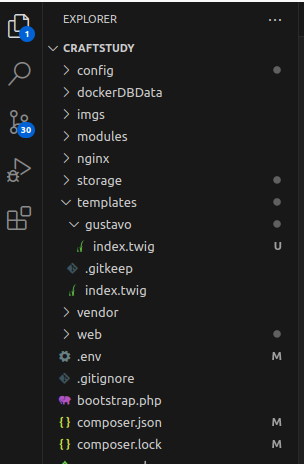 EXPLORER ...
1
CRAFTSTUDY
config
dockerDBData
imgs
30
modules
nginx
storage
templates
gustavo
index.twig U
.gitkeep
index.twig
vendor
web
.env M
.gitignore
bootstrap.php
composer.json M
composer.lock M